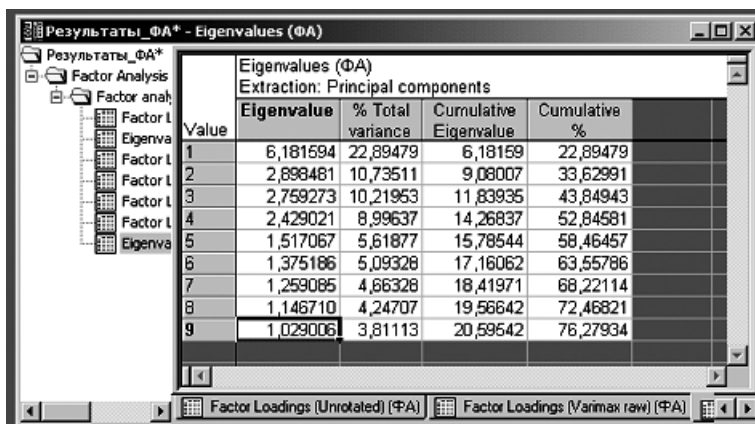 Результаты_ФА* - Eigenvalues (ФА)
Результаты_ФА*
Factor Analysis
Factor anal
Factor L
Eigenva
Factor L
Factor L
Factor L
Eigenva
Eigenvalues (ФА)
Extraction: Principal components
Value Eigenvalue % Total variance Cumulative Eigenvalue Cumulative %
1 6,181594 22,89479 6,18159 22,89479
2 2,898481 10,73511 9,08007 33,62991
3 2,759273 10,21953 11,83935 43,84943
4 2,429021 8,99637 14,26837 52,84581
5 1,517067 5,61877 15,78544 58,46457
6 1,375186 5,09328 17,16062 63,55786
7 1,259085 4,66328 18,41971 68,22114
8 1,146710 4,24707 19,56642 72,46821
9 1,029006 3,81113 20,59542 76,27934
Factor Loadings (Unrotated) (ФА) Factor Loadings (Varimax raw) (ФА)